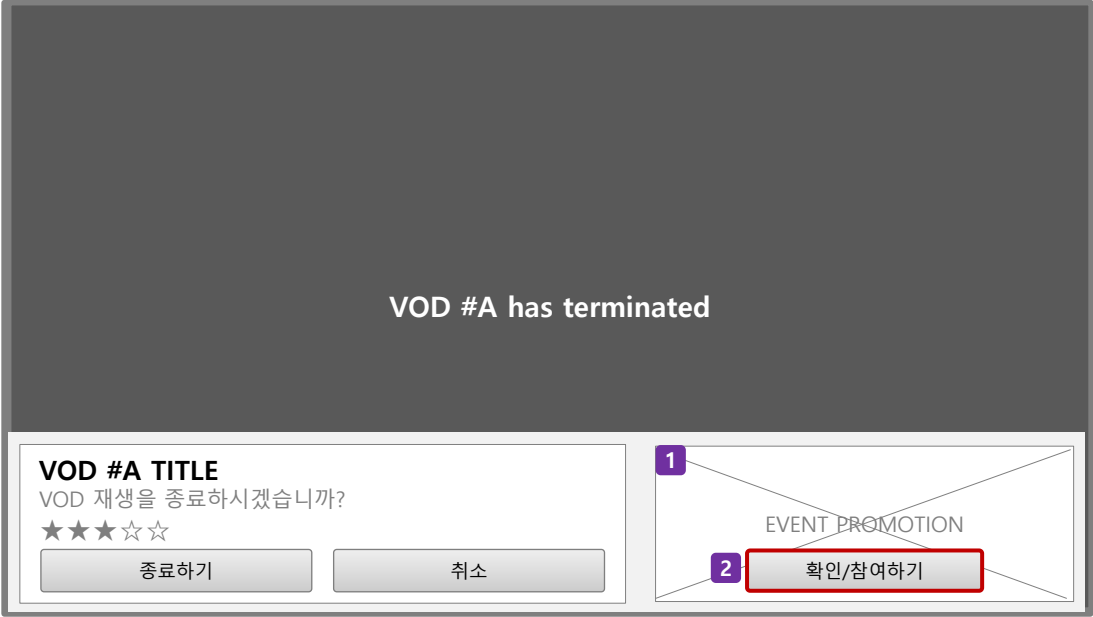 VOD #A has terminated
VOD #A TITLE
VOD 재생을 종료하시겠습니까?
★★★☆☆
종료하기
취소
1
EVENT PROMOTION
2
확인/참여하기